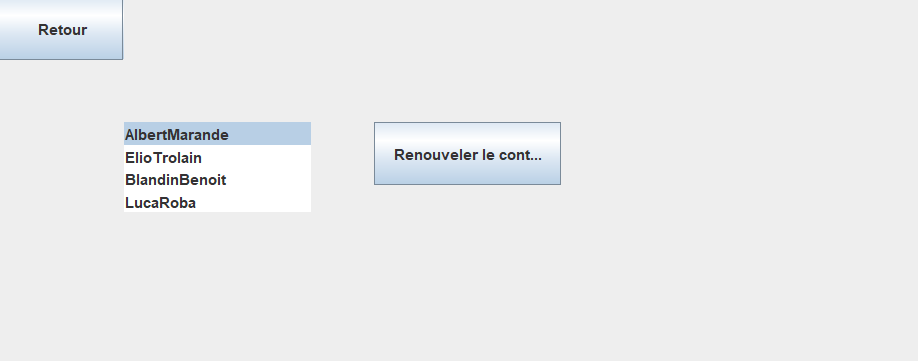 Retour
AlbertMarande
Renouveler le cont...
ElioTrolain
BlandinBenoit
LucaRoba